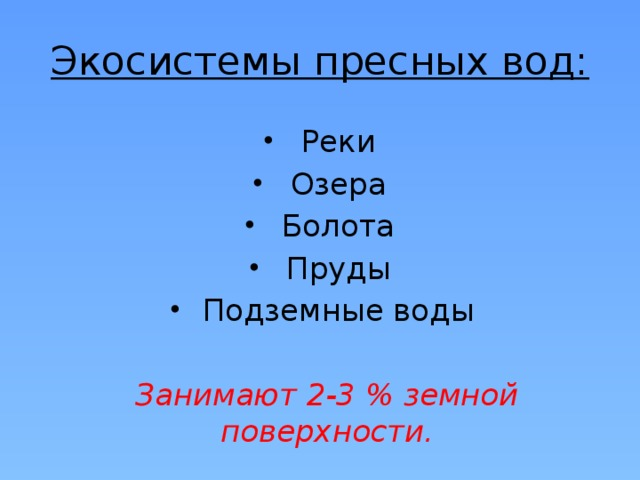 Экосистемы пресных вод:
• Реки
• Озера
• Болота
• Пруды
• Подземные воды
Занимают 2-3 % земной
поверхности.